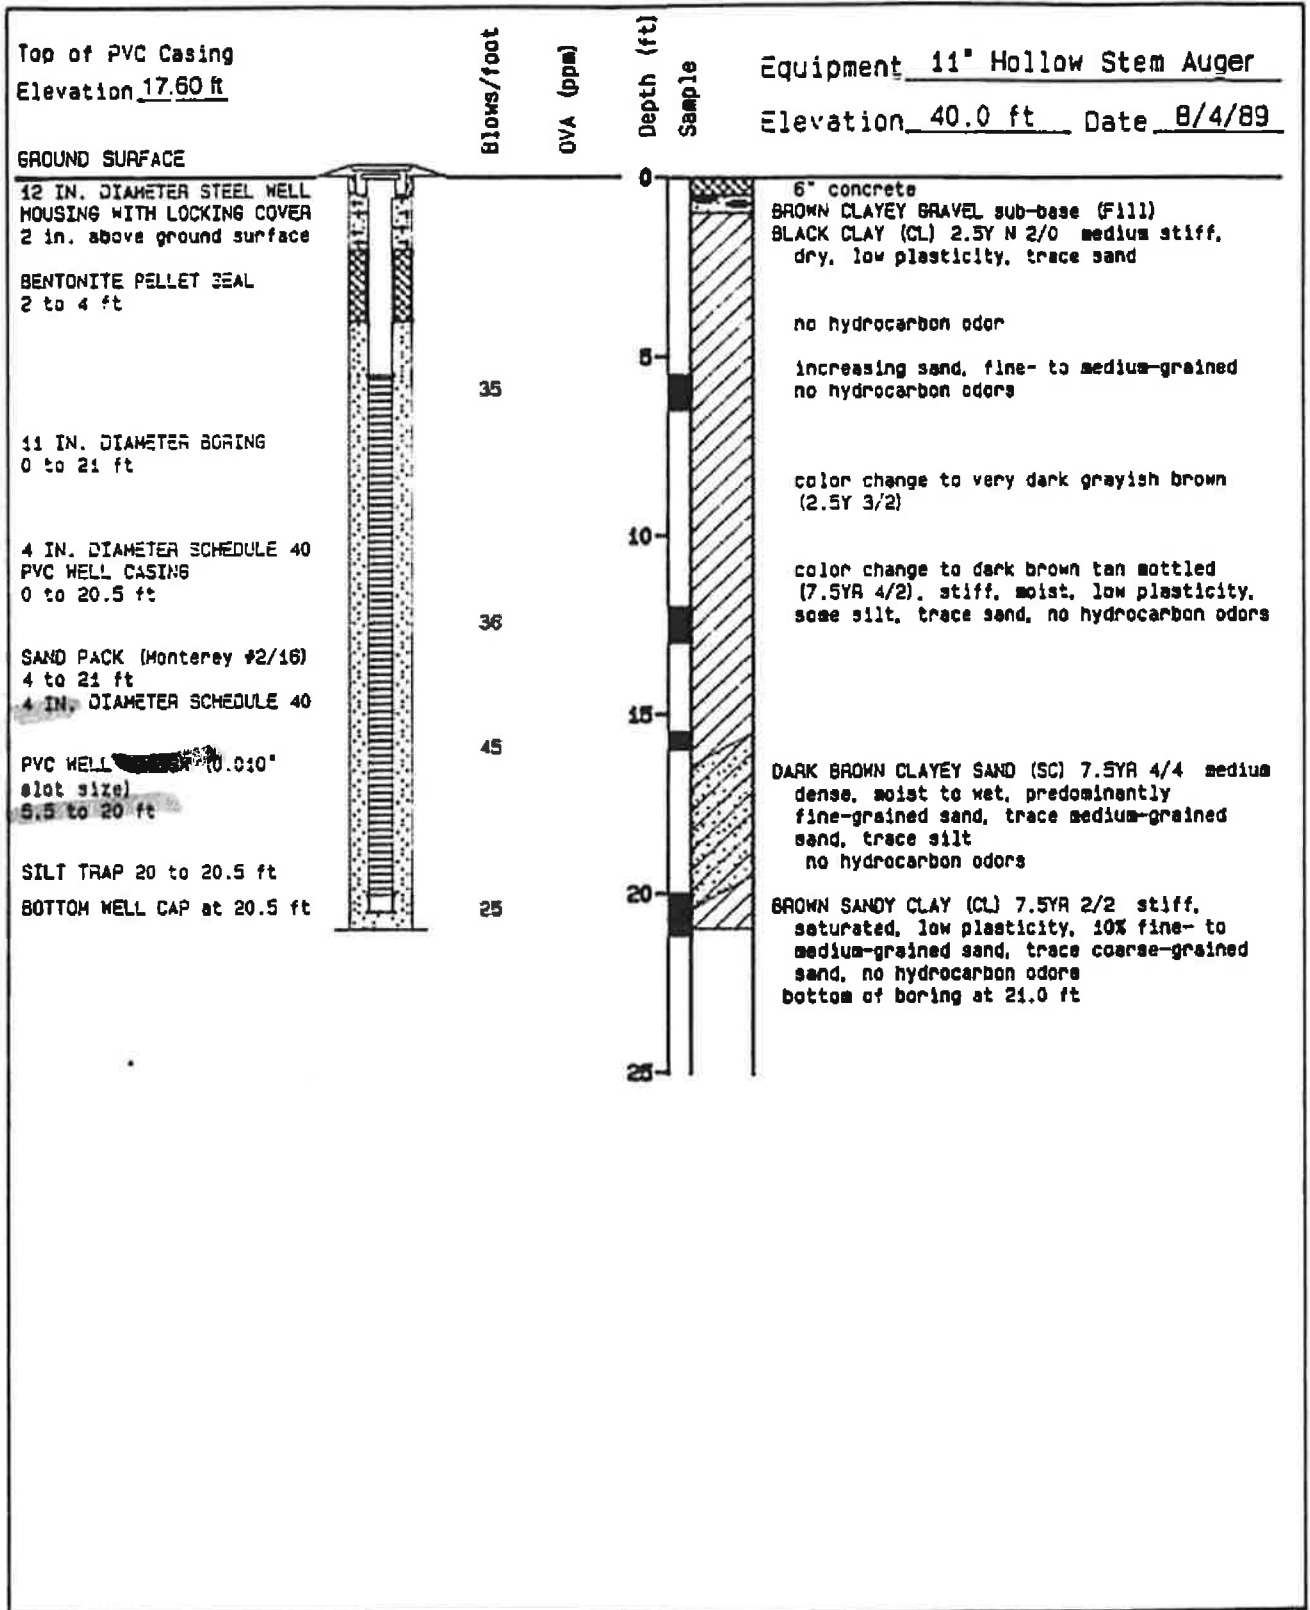 Top of PVC Casing
Elevation 17.60 ft
Blows/foot
OVA (ppm)
Depth (ft)
Sample
Equipment 11" Hollow Stem Auger
Elevation 40.0 ft Date 8/4/89
GROUND SURFACE
12 IN. DIAMETER STEEL WELL
HOUSING WITH LOCKING COVER
2 in. above ground surface
BENTONITE PELLET SEAL
2 to 4 ft
11 IN. DIAMETER BORING
0 to 21 ft
4 IN. DIAMETER SCHEDULE 40
PVC WELL CASING
0 to 20.5 ft
SAND PACK (Monterey #2/16)
4 to 21 ft
4 IN. DIAMETER SCHEDULE 40
PVC WELL (0.010"
slot size)
5.5 to 20 ft
SILT TRAP 20 to 20.5 ft
BOTTOM WELL CAP at 20.5 ft
35
36
45
25
0
5
10
15
20
25
6" concrete
BROWN CLAYEY GRAVEL sub-base (Fill)
BLACK CLAY (CL) 2.5Y N 2/0 medium stiff,
dry, low plasticity, trace sand
no hydrocarbon odor
increasing sand, fine- to medium-grained
no hydrocarbon odors
color change to very dark grayish brown
(2.5Y 3/2)
color change to dark brown tan mottled
(7.5YR 4/2), stiff, moist, low plasticity,
some silt, trace sand, no hydrocarbon odors
DARK BROWN CLAYEY SAND (SC) 7.5YR 4/4 medium
dense, moist to wet, predominantly
fine-grained sand, trace medium-grained
sand, trace silt
no hydrocarbon odors
BROWN SANDY CLAY (CL) 7.5YR 2/2 stiff,
saturated, low plasticity, 10% fine- to
medium-grained sand, trace coarse-grained
sand, no hydrocarbon odors
bottom of boring at 21.0 ft